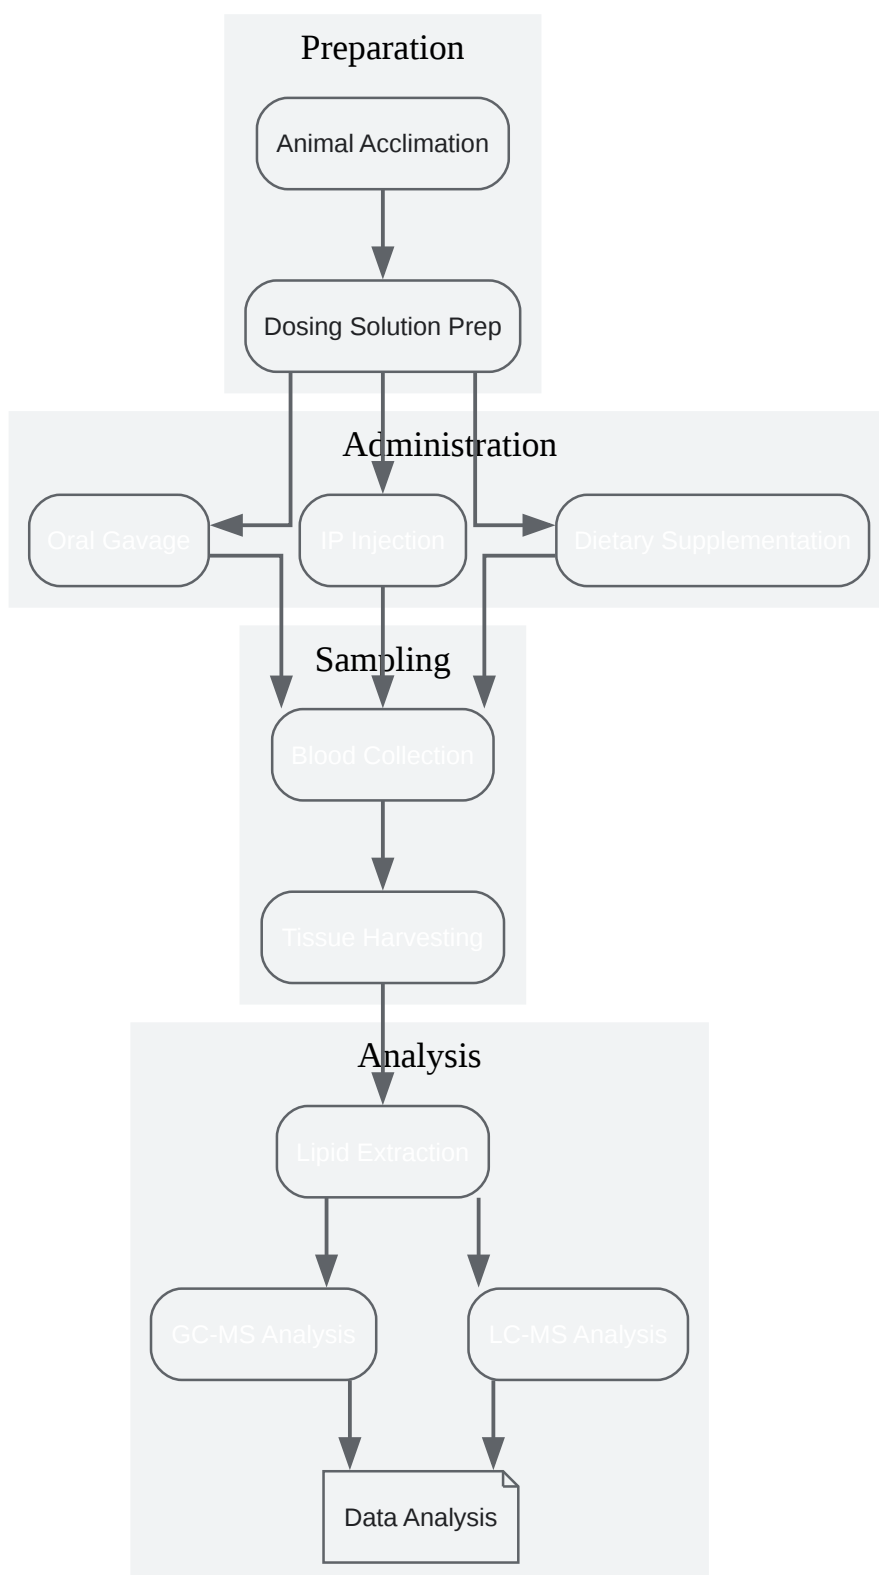 Preparation
Animal Acclimation
Dosing Solution Prep
Administration
Oral Gavage
IP Injection
Dietary Supplementation
Sampling
Blood Collection
Tissue Harvesting
Analysis
Lipid Extraction
GC-MS Analysis
LC-MS Analysis
Data Analysis